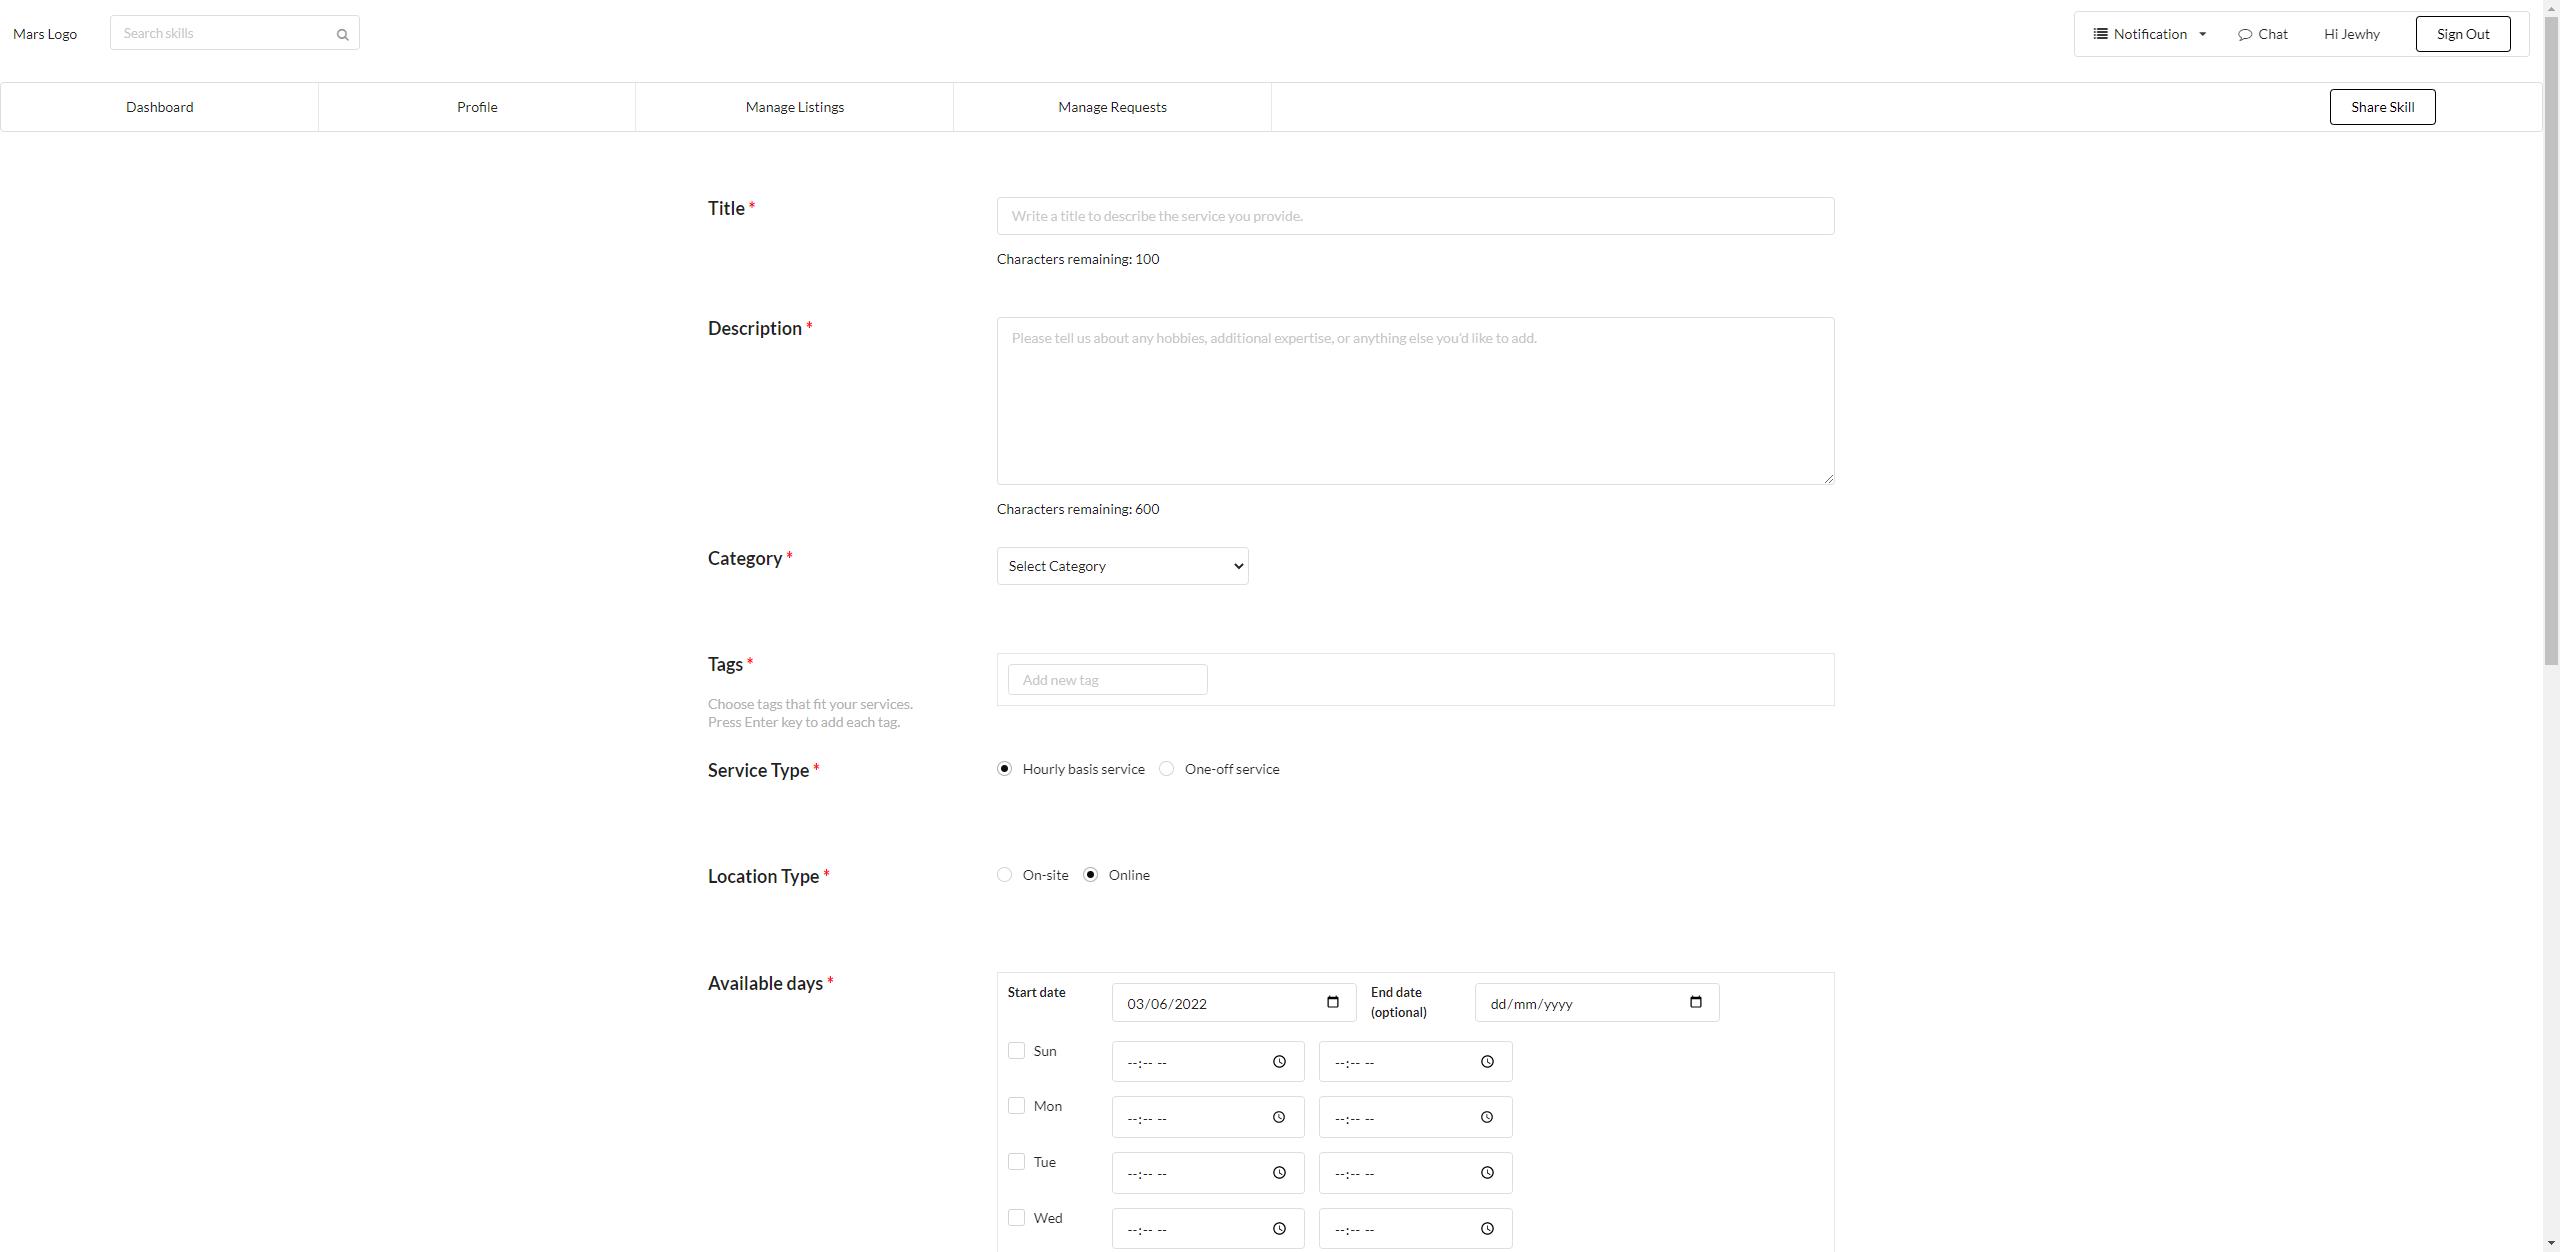 Mars Logo
Search skills
Notification
Chat
Hi Jewhy
Sign Out
Dashboard
Profile
Manage Listings
Manage Requests
Share Skill
Title *
Write a title to describe the service you provide.
Characters remaining: 100
Description *
Please tell us about any hobbies, additional expertise, or anything else you'd like to add.
Characters remaining: 600
Category *
Select Category
Tags *
Add new tag
Choose tags that fit your services.
Press Enter key to add each tag.
Service Type *
Hourly basis service
One-off service
Location Type *
On-site
Online
Available days *
Start date
03/06/2022
End date
(optional)
dd/mm/yyyy
Sun
--:-- --
--:-- --
Mon
--:-- --
--:-- --
Tue
--:-- --
--:-- --
Wed
--:-- --
--:-- --